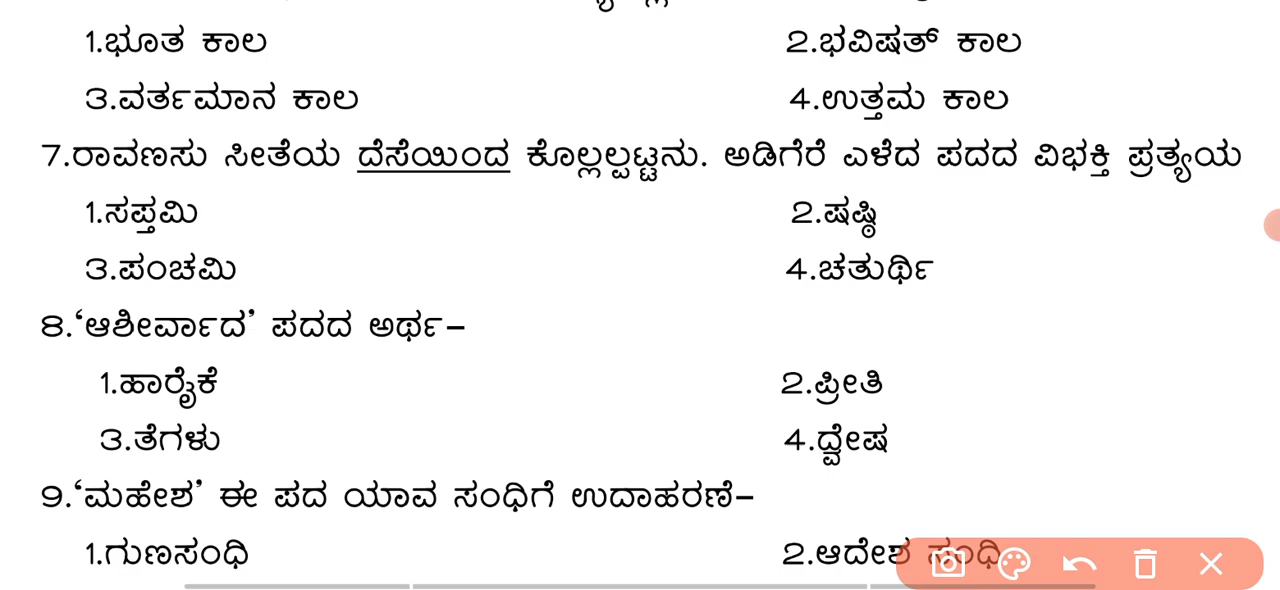 1.ಭೂತ ಕಾಲ 2.ಭವಿಷತ್ ಕಾಲ
3.ವರ್ತಮಾನ ಕಾಲ 4.ಉತ್ತಮ ಕಾಲ
7.ರಾವಣಸು ಸೀತೆಯ ದೆಸೆಯಿಂದ ಕೊಲ್ಲಲ್ಪಟ್ಟನು. ಅಡಿಗೆರೆ ಎಳೆದ ಪದದ ವಿಭಕ್ತಿ ಪ್ರತ್ಯಯ
1.ಸಪ್ತಮಿ 2.ಷಷ್ಠಿ
3.ಪಂಚಮಿ 4.ಚತುರ್ಥಿ
8.‘ಆಶೀರ್ವಾದ’ ಪದದ ಅರ್ಥ–
1.ಹಾರೈಕೆ 2.ಪ್ರೀತಿ
3.ತೆಗಳು 4.ದ್ವೇಷ
9.‘ಮಹೇಶ’ ಈ ಪದ ಯಾವ ಸಂಧಿಗೆ ಉದಾಹರಣೆ–
1.ಗುಣಸಂಧಿ 2.ಆದೇಶ ಸಂಧಿ